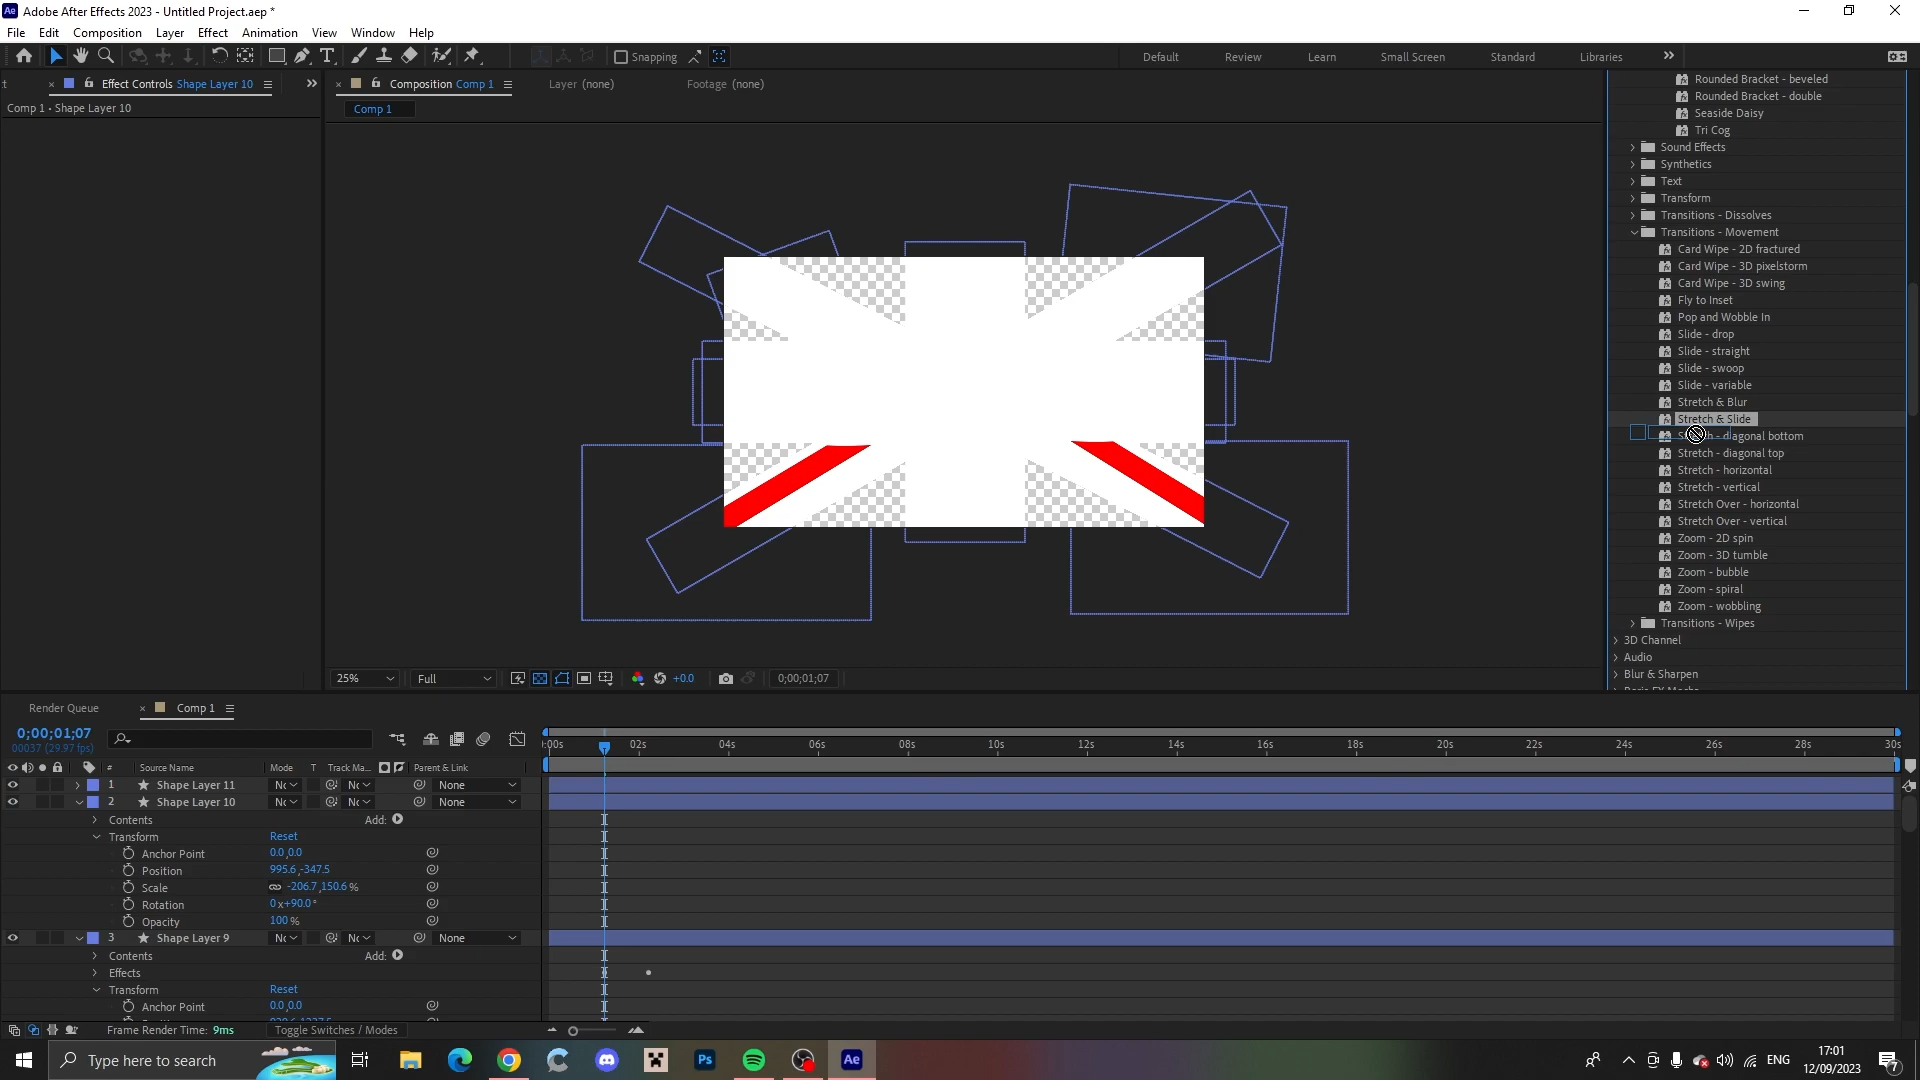 Adobe After Effects 2023 - Untitled Project.aep *
File Edit Composition Layer Effect Animation View Window Help
Snapping
Default Review Learn Small Screen Standard Libraries
Effect Controls Shape Layer 10
Composition Comp 1
Layer (none)
Footage (none)
Comp 1 • Shape Layer 10
Comp 1
Rounded Bracket - beveled
Rounded Bracket - double
Seaside Daisy
Tri Cog
Sound Effects
Synthetics
Text
Transform
Transitions - Dissolves
Transitions - Movement
Card Wipe - 2D fractured
Card Wipe - 3D pixelstorm
Card Wipe - 3D swing
Fly to Inset
Pop and Wobble In
Slide - drop
Slide - straight
Slide - swoop
Slide - variable
Stretch & Blur
Stretch & Slide
- diagonal bottom
Stretch - diagonal top
Stretch - horizontal
Stretch - vertical
Stretch Over - horizontal
Stretch Over - vertical
Zoom - 2D spin
Zoom - 3D tumble
Zoom - bubble
Zoom - spiral
Zoom - wobbling
Transitions - Wipes
3D Channel
Audio
Blur & Sharpen
25% Full +0.0 0;00;01;07
Render Queue
Comp 1
0;00;01;07
00037 (29.97 fps)
:00s 02s 04s 06s 08s 10s 12s 14s 16s 18s 20s 22s 24s 26s 28s 30s
# Source Name Mode T Track Ma... Parent & Link
1 Shape Layer 11 None
2 Shape Layer 10 None
Contents Add:
Transform Reset
Anchor Point 0.0,0.0
Position 995.6,-347.5
Scale -206.7,150.6 %
Rotation 0x+90.0°
Opacity 100 %
3 Shape Layer 9 None
Contents Add:
Effects
Transform Reset
Anchor Point 0.0,0.0
Frame Render Time: 9ms
Toggle Switches / Modes
Type here to search
Ps
Ae
ENG
17:01
12/09/2023
7